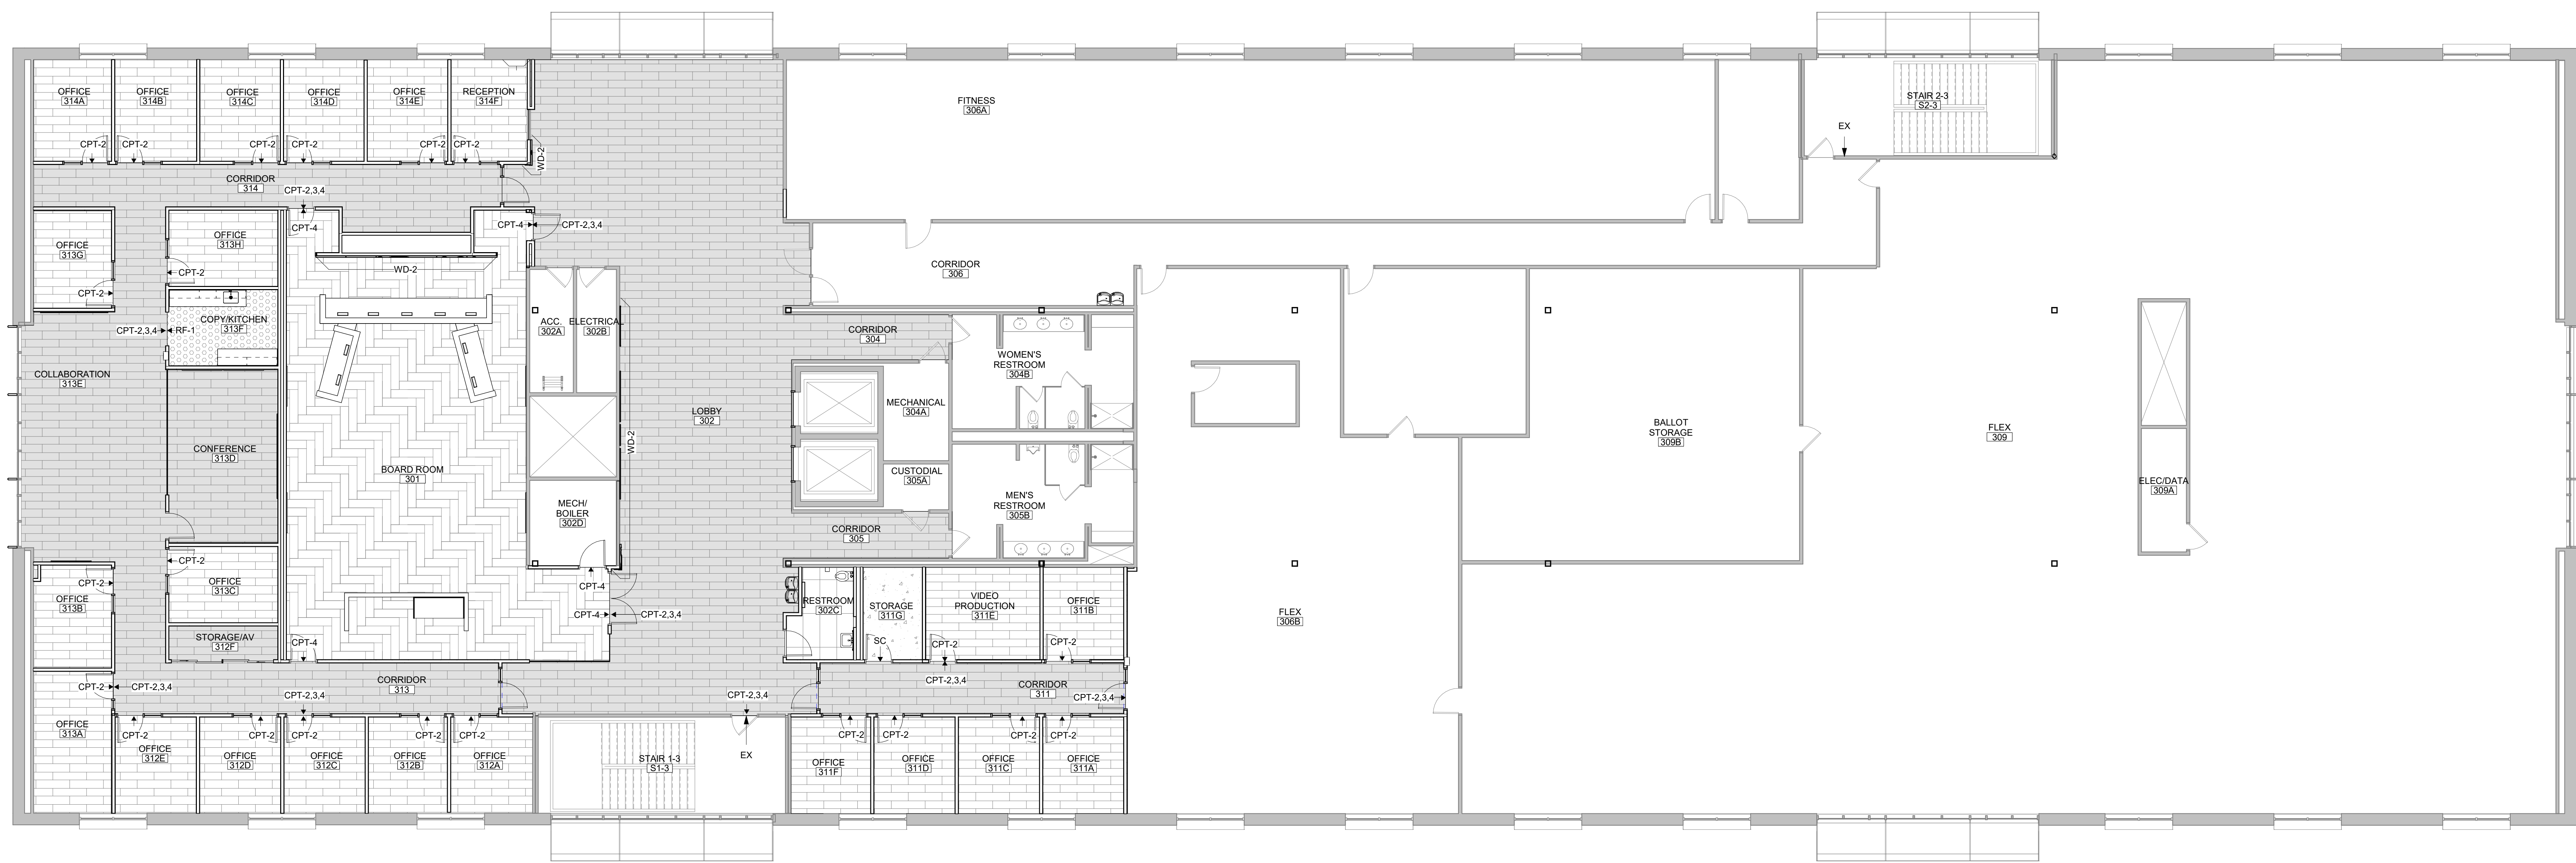 OFFICE
314A
OFFICE
314B
OFFICE
314C
OFFICE
314D
OFFICE
314E
RECEPTION
314F
CPT-2
CPT-2
CPT-2
CPT-2
CPT-2
CPT-2
WD-2
CORRIDOR
314
CPT-2,3,4
FITNESS
306A
STAIR 2-3
S2-3
EX
OFFICE
313G
CPT-2
OFFICE
313H
CPT-2
CPT-4
CPT-4
CPT-2,3,4
WD-2
CORRIDOR
306
COPY/KITCHEN
313F
CPT-2,3,4
RF-1
COLLABORATION
313E
ACC.
302A
ELECTRICAL
302B
CORRIDOR
304
WOMEN'S
RESTROOM
304B
MECHANICAL
304A
LOBBY
302
WD-2
CONFERENCE
313D
BOARD ROOM
301
CUSTODIAL
305A
MECH/
BOILER
302D
MEN'S
RESTROOM
305B
CORRIDOR
305
BALLOT
STORAGE
309B
FLEX
309
ELEC/DATA
309A
CPT-2
OFFICE
313B
CPT-2
OFFICE
313C
CPT-4
CPT-4
CPT-2,3,4
STORAGE/AV
312F
CPT-4
RESTROOM
302C
STORAGE
311G
SC
VIDEO
PRODUCTION
311E
CPT-2
OFFICE
311B
CPT-2
FLEX
306B
CPT-2
CPT-2,3,4
CORRIDOR
313
CPT-2,3,4
CPT-2,3,4
CPT-2,3,4
CORRIDOR
311
CPT-2,3,4
OFFICE
313A
CPT-2
OFFICE
312E
CPT-2
OFFICE
312D
CPT-2
OFFICE
312C
CPT-2
OFFICE
312B
CPT-2
OFFICE
312A
STAIR 1-3
S1-3
EX
CPT-2
OFFICE
311F
CPT-2
OFFICE
311D
CPT-2
OFFICE
311C
CPT-2
OFFICE
311A